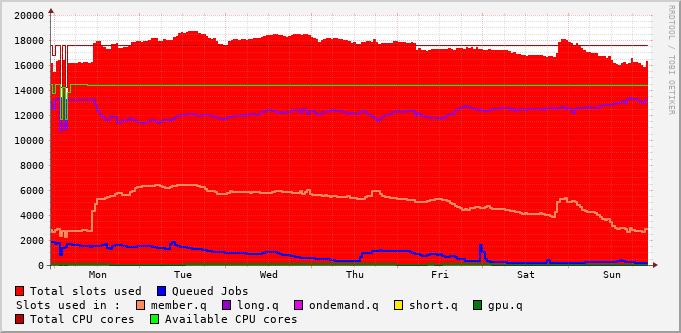 20000
18000
16000
14000
12000
10000
8000
6000
4000
2000
0
Mon Tue Wed Thu Fri Sat Sun
RRDTOOL / TOBI OETIKER
Total slots used Queued Jobs
Slots used in : member.q long.q ondemand.q short.q gpu.q
Total CPU cores Available CPU cores